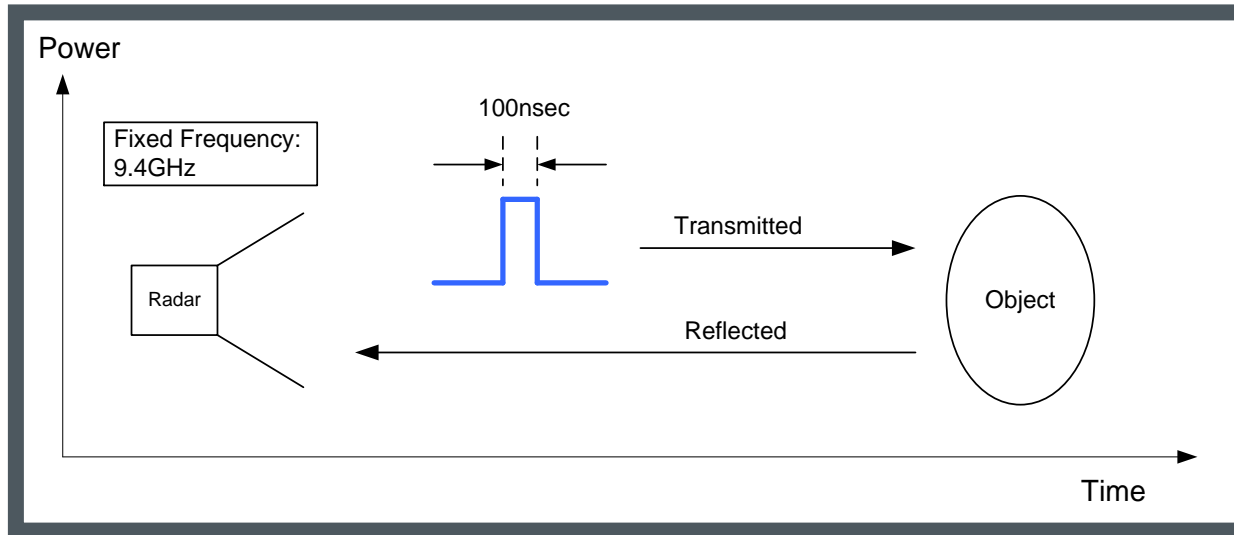 Power
100nsec
Fixed Frequency:
9.4GHz
Transmitted
Radar
Object
Reflected
Time